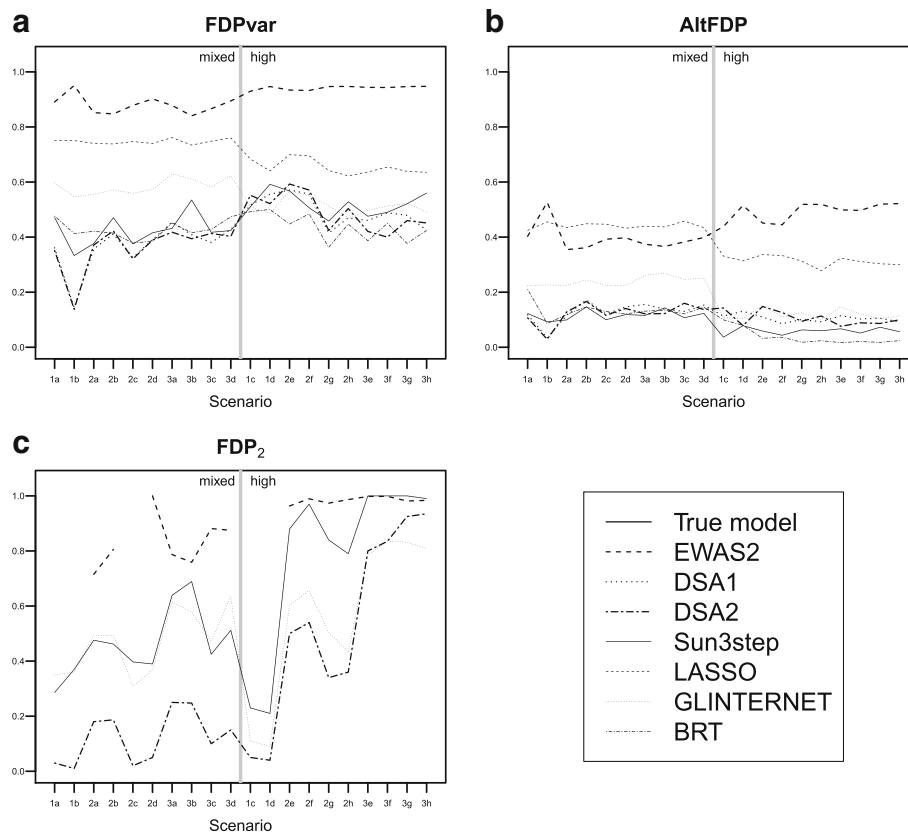 a
FDPvar
mixed high
1.0
0.8
0.6
0.4
0.2
0.0
1a 1b 2a 2b 2c 2d 3a 3b 3c 3d 1c 1d 2e 2f 2g 2h 3e 3f 3g 3h
Scenario
b
AltFDP
mixed high
1.0
0.8
0.6
0.4
0.2
0.0
1a 1b 2a 2b 2c 2d 3a 3b 3c 3d 1c 1d 2e 2f 2g 2h 3e 3f 3g 3h
Scenario
c
FDP₂
mixed high
1.0
0.8
0.6
0.4
0.2
0.0
1a 1b 2a 2b 2c 2d 3a 3b 3c 3d 1c 1d 2e 2f 2g 2h 3e 3f 3g 3h
Scenario
True model
EWAS2
DSA1
DSA2
Sun3step
LASSO
GLINTERNET
BRT